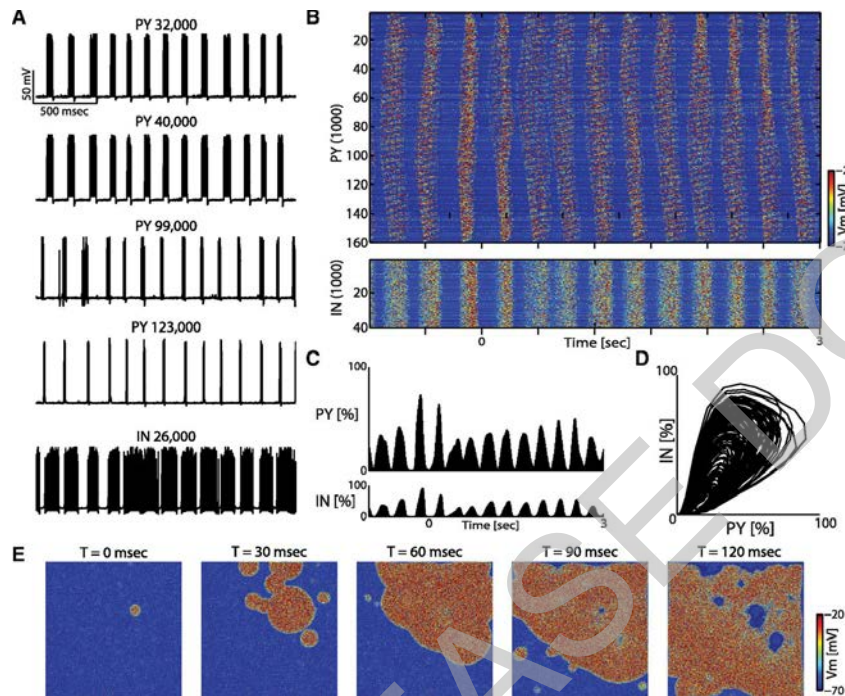 A
PY 32,000
50 mV
500 msec
PY 40,000
PY 99,000
PY 123,000
IN 26,000
B
PY (1000)
20
40
60
80
100
120
140
160
Vm [mV]
IN (1000)
20
40
0
Time [sec]
3
C
100
PY [%]
0
100
IN [%]
0
0
Time [sec]
3
D
100
IN [%]
0
PY [%]
100
E
T = 0 msec
T = 30 msec
T = 60 msec
T = 90 msec
T = 120 msec
-20
Vm [mV]
-70